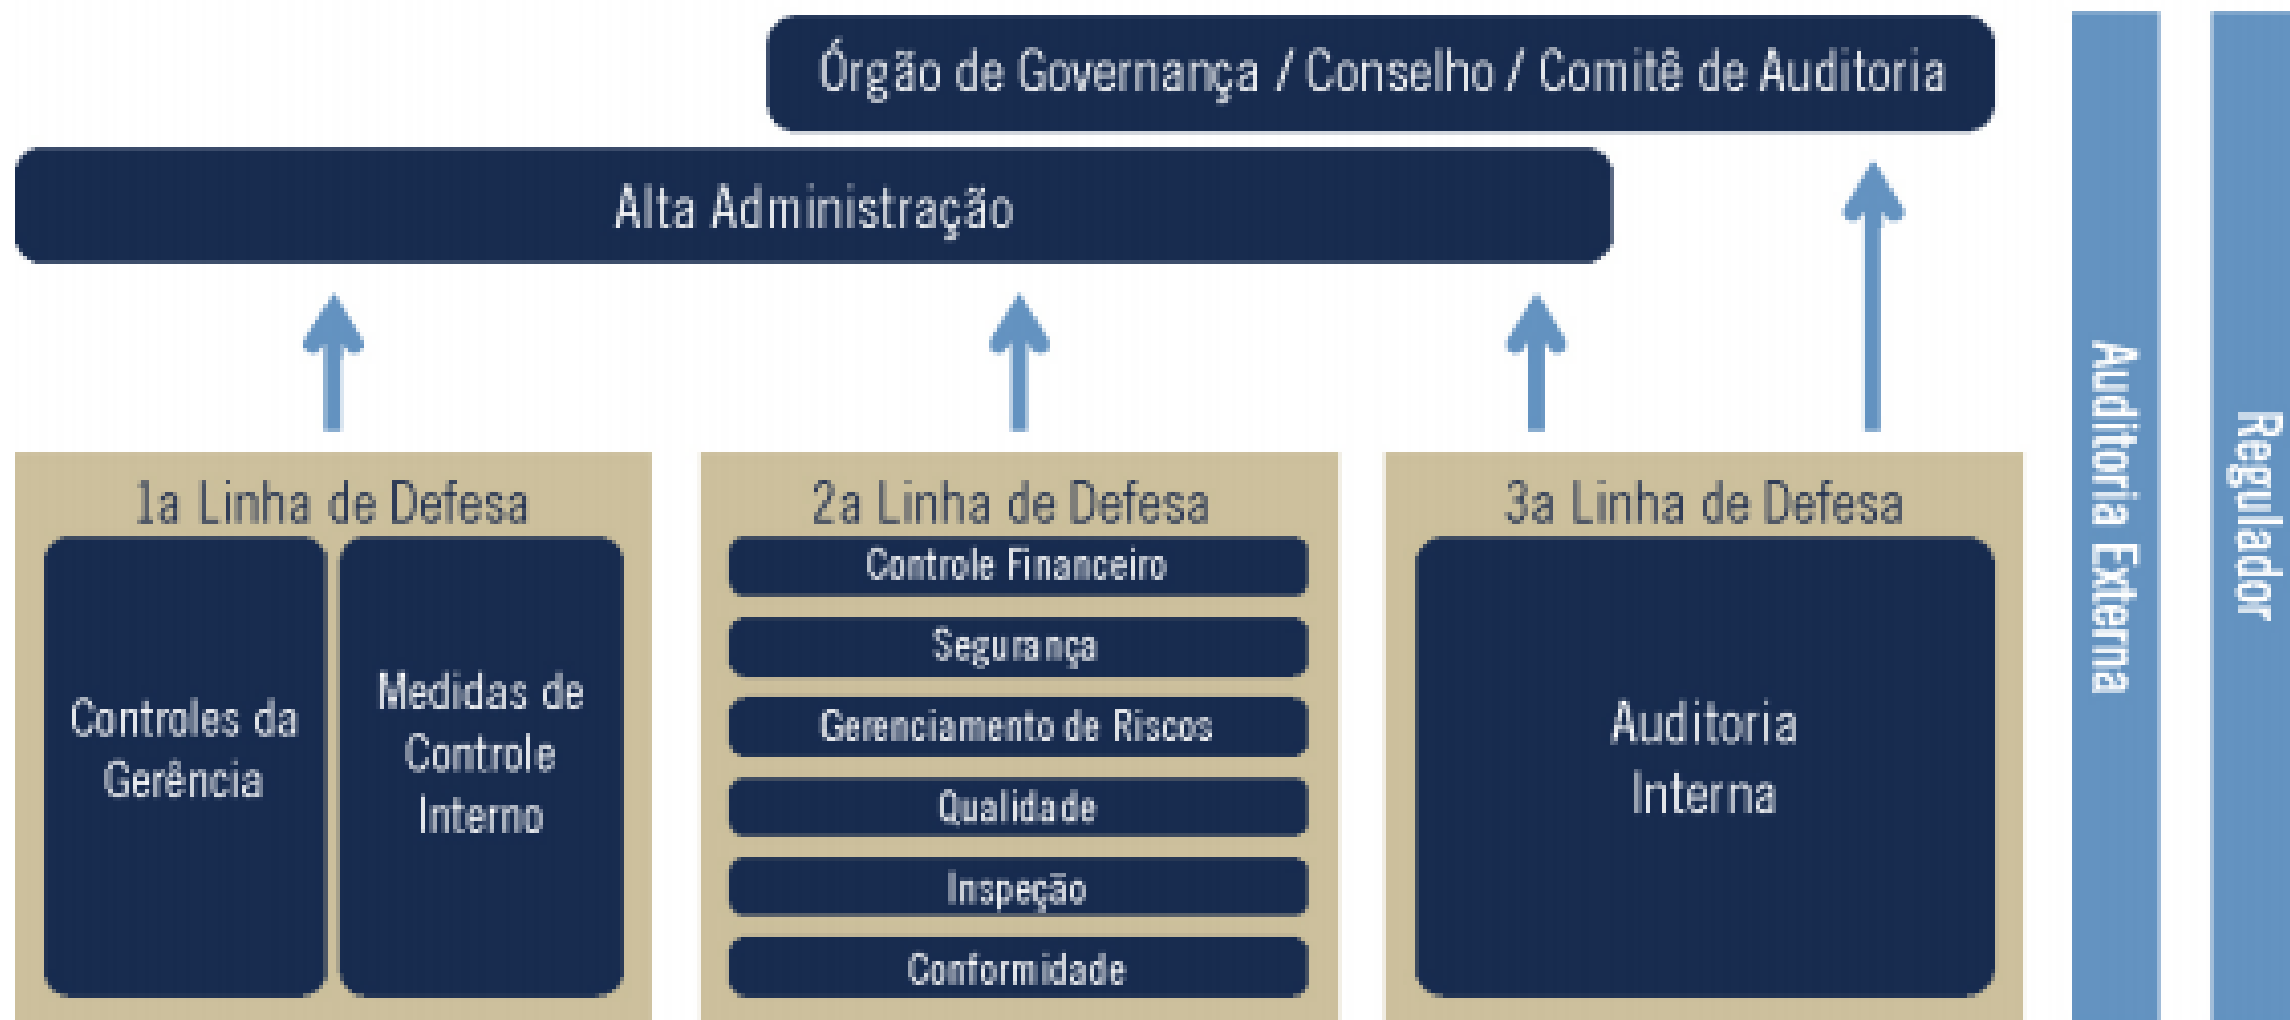 Órgão de Governança / Conselho / Comitê de Auditoria
Alta Administração
1a Linha de Defesa
Controles da
Gerência
Medidas de
Controle
Interno
2a Linha de Defesa
Controle Financeiro
Segurança
Gerenciamento de Riscos
Qualidade
Inspeção
Conformidade
3a Linha de Defesa
Auditoria
Interna
Auditoria Externa
Regulador